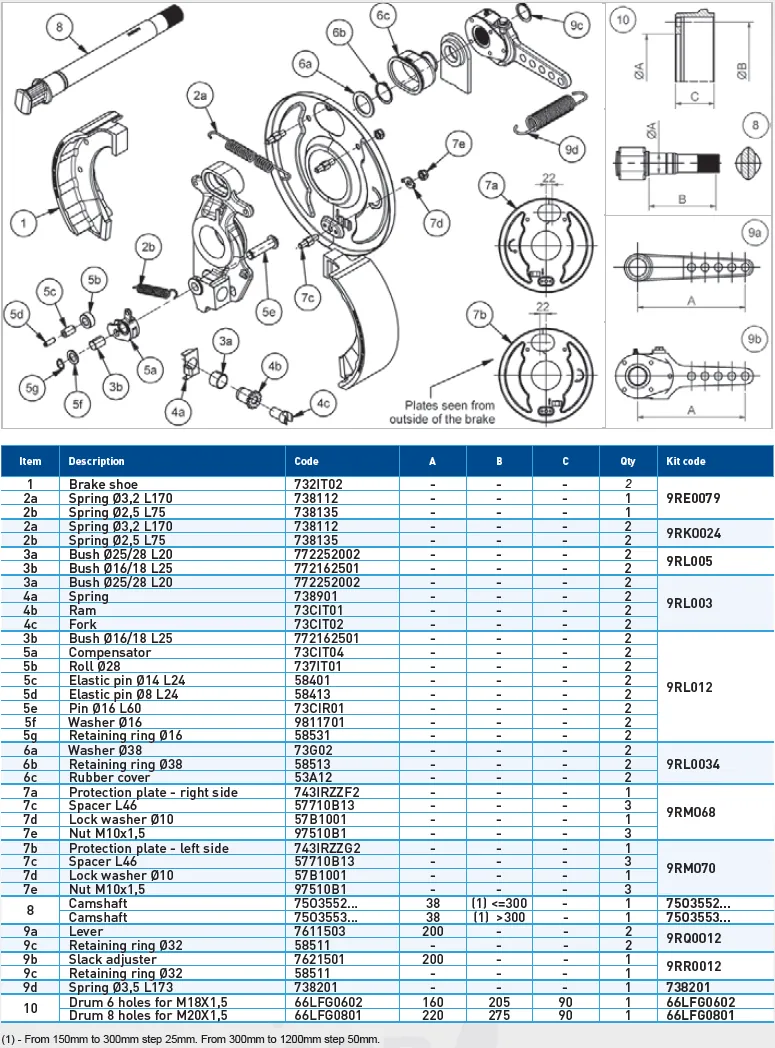 8
6c
9c
10
6b
6a
ØA
ØB
2a
C
7e
9d
8
ØA
22
7a
1
7d
B
2b
9a
5b
5c
7c
5e
A
5d
22
7b
9b
3a
5a
4b
5g
3b
5f
4a
4c
Plates seen from
outside of the brake
A
Item Description Code A B C Qty Kit code
1 Brake shoe 732IT02 - - - 2
2a Spring Ø3,2 L170 738112 - - - 1 9RE0079
2b Spring Ø2,5 L75 738135 - - - 1
2a Spring Ø3,2 L170 738112 - - - 2 9RK0024
2b Spring Ø2,5 L75 738135 - - - 2
3a Bush Ø25/28 L20 772252002 - - - 2 9RL005
3b Bush Ø16/18 L25 772162501 - - - 2
3a Bush Ø25/28 L20 772252002 - - - 2
4a Spring 738901 - - - 2 9RL003
4b Ram 73CIT01 - - - 2
4c Fork 73CIT02 - - - 2
3b Bush Ø16/18 L25 772162501 - - - 2
5a Compensator 73CIT04 - - - 2
5b Roll Ø28 737IT01 - - - 2
5c Elastic pin Ø14 L24 58401 - - - 2
5d Elastic pin Ø8 L24 58413 - - - 2 9RL012
5e Pin Ø16 L60 73CIR01 - - - 2
5f Washer Ø16 9811701 - - - 2
5g Retaining ring Ø16 58531 - - - 2
6a Washer Ø38 73G02 - - - 2
6b Retaining ring Ø38 58513 - - - 2 9RL0034
6c Rubber cover 53A12 - - - 2
7a Protection plate - right side 743IRZZF2 - - - 1
7c Spacer L46 57710B13 - - - 3 9RM068
7d Lock washer Ø10 57B1001 - - - 1
7e Nut M10x1,5 97510B1 - - - 3
7b Protection plate - left side 743IRZZG2 - - - 1
7c Spacer L46 57710B13 - - - 3 9RM070
7d Lock washer Ø10 57B1001 - - - 1
7e Nut M10x1,5 97510B1 - - - 3
8 Camshaft 75O3552... 38 (1) <=300 - 1 75O3552...
Camshaft 75O3553... 38 (1) >300 - 1 75O3553...
9a Lever 7611503 200 - - 2 9RQ0012
9c Retaining ring Ø32 58511 - - - 2
9b Slack adjuster 7621501 200 - - 1 9RR0012
9c Retaining ring Ø32 58511 - - - 1
9d Spring Ø3,5 L173 738201 - - - 1 738201
10 Drum 6 holes for M18X1,5 66LFG0602 160 205 90 1 66LFG0602
Drum 8 holes for M20X1,5 66LFG0801 220 275 90 1 66LFG0801
(1) - From 150mm to 300mm step 25mm. From 300mm to 1200mm step 50mm.